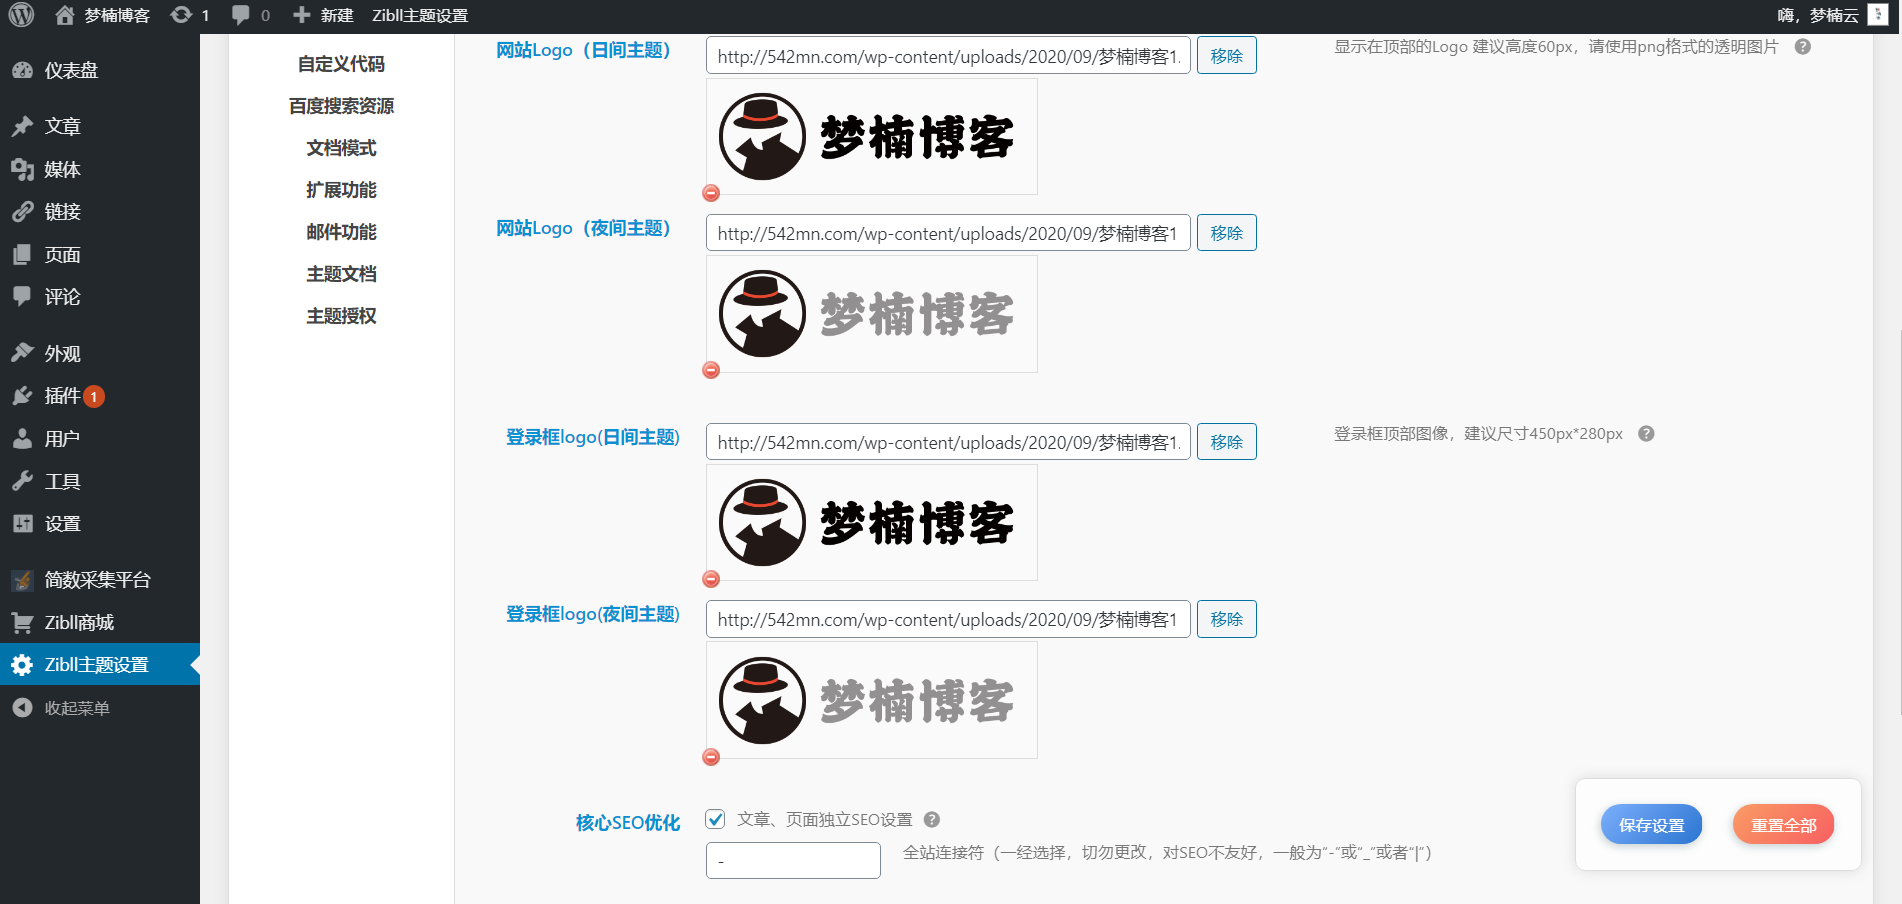 梦楠博客
1
0
新建
Zibll主题设置
嗨，梦楠云
仪表盘
文章
媒体
链接
页面
评论
外观
插件 1
用户
工具
设置
简数采集平台
Zibll商城
Zibll主题设置
收起菜单
自定义代码
百度搜索资源
文档模式
扩展功能
邮件功能
主题文档
主题授权
网站Logo（日间主题）
http://542mn.com/wp-content/uploads/2020/09/梦楠博客1.
移除
显示在顶部的Logo 建议高度60px，请使用png格式的透明图片 ?
梦楠博客
网站Logo（夜间主题）
http://542mn.com/wp-content/uploads/2020/09/梦楠博客1
移除
梦楠博客
登录框logo(日间主题)
http://542mn.com/wp-content/uploads/2020/09/梦楠博客1.
移除
登录框顶部图像，建议尺寸450px*280px ?
梦楠博客
登录框logo(夜间主题)
http://542mn.com/wp-content/uploads/2020/09/梦楠博客1
移除
梦楠博客
核心SEO优化
文章、页面独立SEO设置 ?
-
全站连接符（一经选择，切勿更改，对SEO不友好，一般为“-”或“_”或者“|”）
保存设置
重置全部